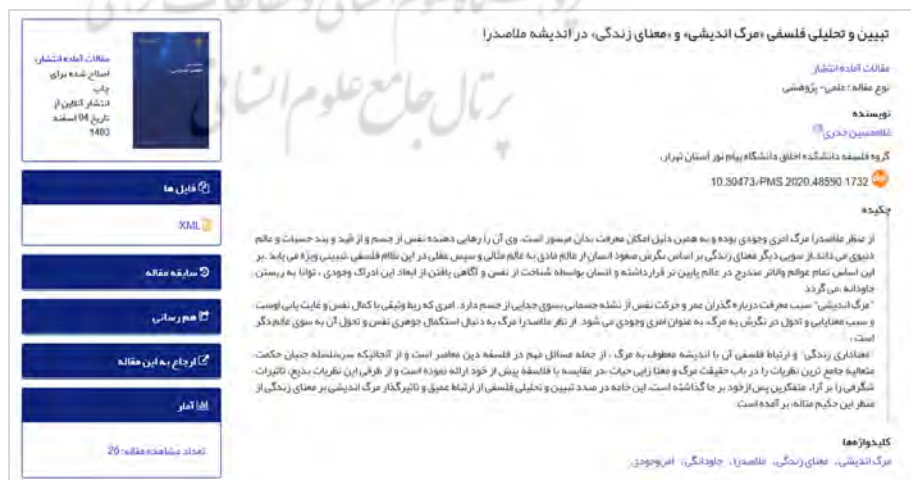 تبیین و تحلیلی فلسفی «مرگ اندیشی» و «معنای زندگی» در اندیشه ملاصدرا
مقالات آماده انتشار
نوع مقاله : علمی- پژوهشی
نویسنده
غلامحسین خدری
گروه فلسفه دانشکده اخلاق دانشگاه پیام نور استان تهران.
10.30473/PMS.2020.48590.1732
چکیده
از منظر ملاصدرا مرگ امری وجودی بوده و به همین دلیل امکان معرفت بدان میسور است. وی آن را رهایی دهنده نفس از جسم و از قید و بند حسیات و عالم
دنیوی می داند.از سویی دیگر معنای زندگی بر اساس نگرش صعود انسان از عالم مادی به عالم مثالی و سپس عقلی در این نظام فلسفی تبیینی ویژه می یابد .بر
این اساس تمام عوالم والاتر مندرج در عالم پایین تر قرارداشته و انسان بواسطه شناخت از نفس و آگاهی یافتن از ابعاد این ادراک وجودی ، توانا به زیستن
جاودانه می گردد.
"مرگ اندیشی" سبب معرفت درباره گذران عمر و حرکت نفس از نشئه جسمانی بسوی جدایی از جسم دارد. امری که ربط وثیقی با کمال نفس و غایت یابی اوست
و سبب معنایابی و تحول در نگرش به مرگ، به عنوان امری وجودی می شود. از نظر ملاصدرا مرگ به دنبال استکمال جوهری نفس و تحول آن به سوی عالم دگر
است .
"معناداری زندگی" و ارتباط فلسفی آن با اندیشه معطوف به مرگ ، از جمله مسائل مهم در فلسفه دین معاصر است و از آنجائیکه سرسلسله جنبان حکمت
متعالیه جامع ترین نظریات را در باب حقیقت مرگ و معنا زایی حیات ،در مقایسه با فلاسفة پیش از خود ارائه نموده است و از طرفی این نظریات بدیع، تاثیرات
شگرفی را بر آراء متفکرین پس ازخود بر جا گذاشته است، این خامه در صدد تبیین و تحلیلی فلسفی از ارتباط عمیق و تاثیرگذار مرگ اندیشی بر معنای زندگی از
منظر این حکیم متاله، بر آمده است.
کلیدواژه‌ها
مرگ اندیشی، معنای زندگی، ملاصدرا، جاودانگی، امروجودی
مقالات آماده انتشار،
اصلاح شده برای
چاپ
انتشار آنلاین از
تاریخ 04 اسفند
1403
فایل ها
XML
سابقه مقاله
هم رسانی
ارجاع به این مقاله
آمار
تعداد مشاهده مقاله: 26
پرتال جامع علوم انسانی